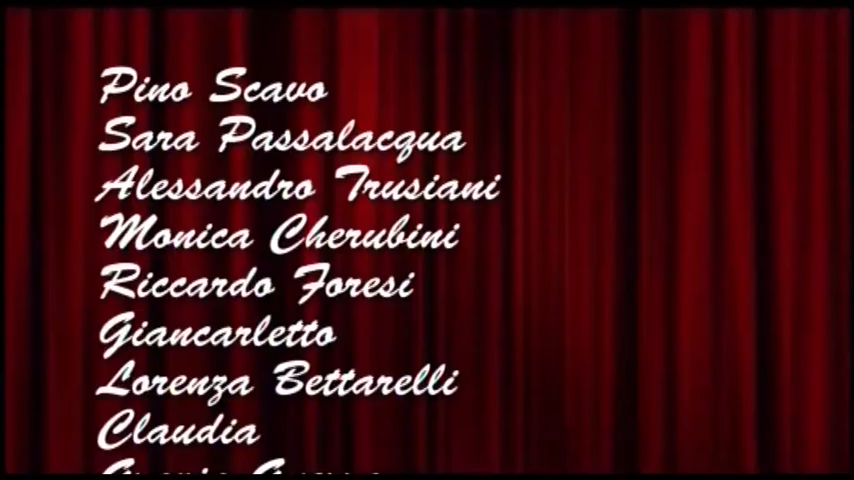 Pino Scavo
Sara Passalacqua
Alessandro Trusiani
Monica Cherubini
Riccardo Foresi
Giancarletto
Lorenza Bettarelli
Claudia